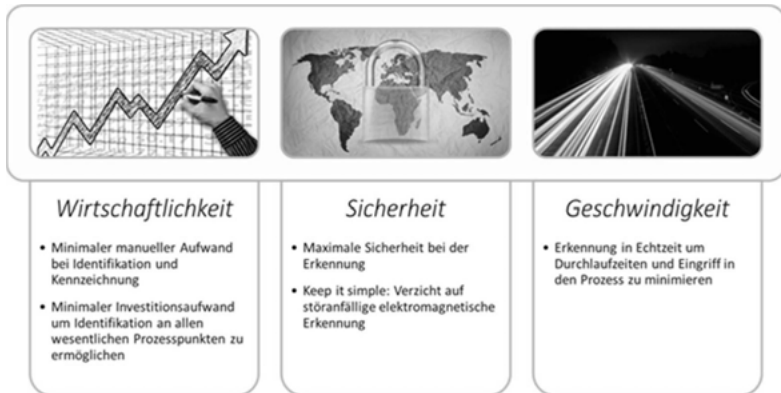 Wirtschaftlichkeit
• Minimaler manueller Aufwand
bei Identifikation und
Kennzeichnung
• Minimaler Investitionsaufwand
um Identifikation an allen
wesentlichen Prozesspunkten zu
ermöglichen
Sicherheit
• Maximale Sicherheit bei der
Erkennung
• Keep it simple: Verzicht auf
störanfällige elektromagnetische
Erkennung
Geschwindigkeit
• Erkennung in Echtzeit um
Durchlaufzeiten und Eingriff in
den Prozess zu minimieren